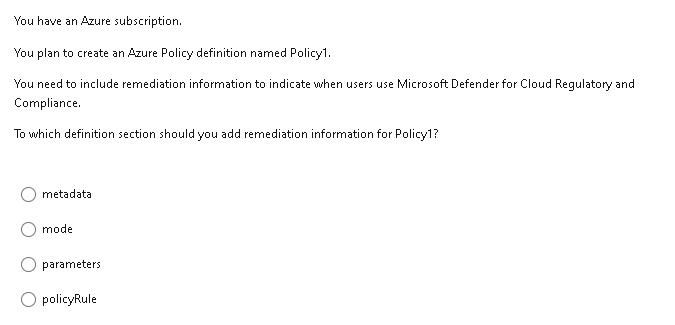 You have an Azure subscription.
You plan to create an Azure Policy definition named Policy1.
You need to include remediation information to indicate when users use Microsoft Defender for Cloud Regulatory and
Compliance.
To which definition section should you add remediation information for Policy1?
metadata
mode
parameters
policyRule